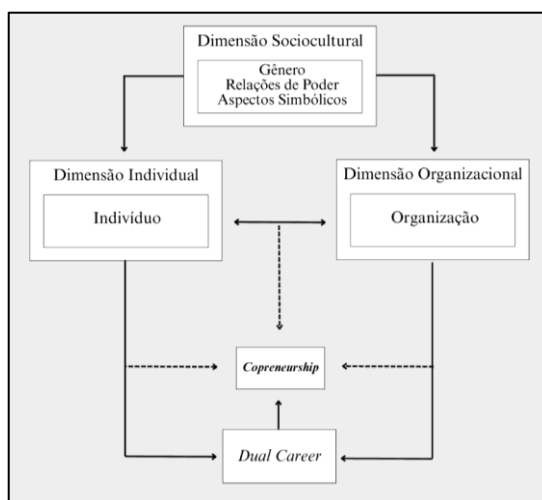 Dimensão Sociocultural
Gênero
Relações de Poder
Aspectos Simbólicos
Dimensão Individual
Indivíduo
Dimensão Organizacional
Organização
Copreneurship
Dual Career